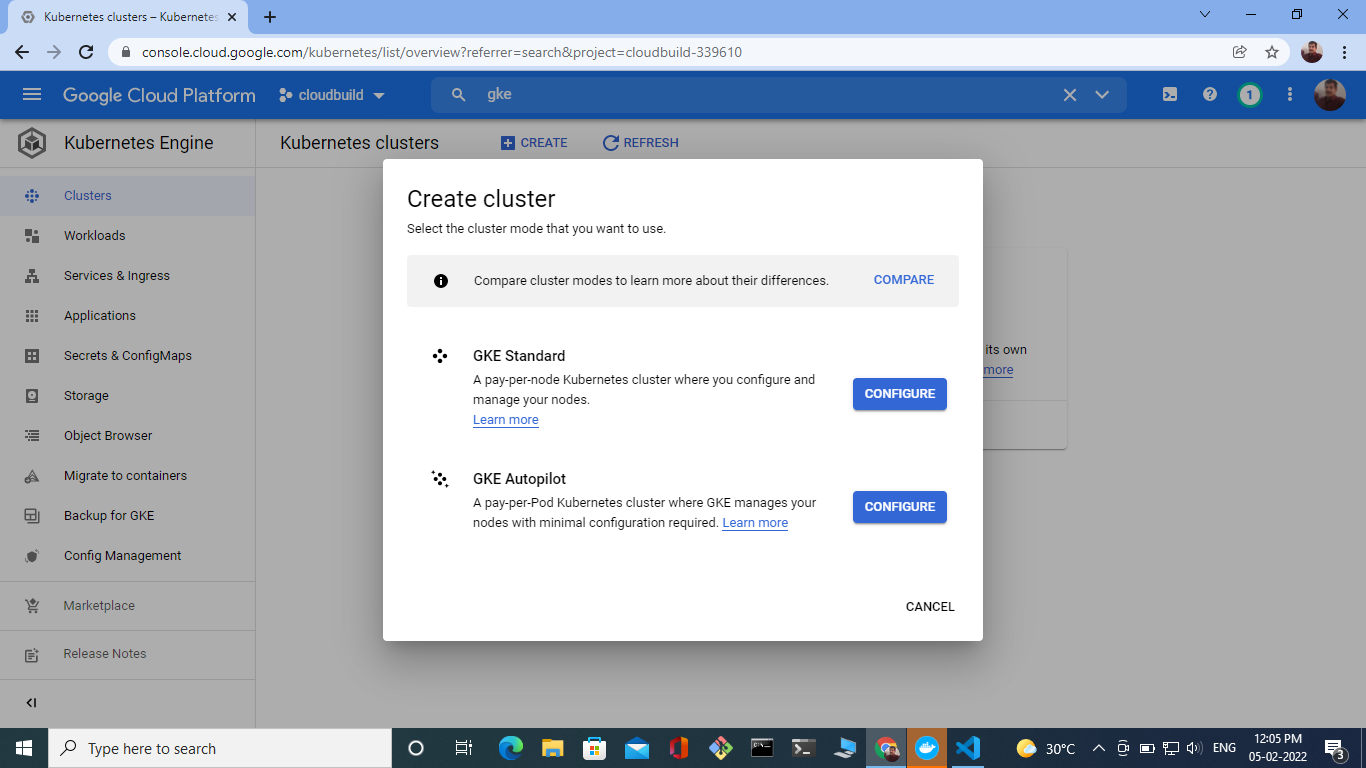 Kubernetes clusters – Kubernetes
console.cloud.google.com/kubernetes/list/overview?referrer=search&project=cloudbuild-339610
Google Cloud Platform
cloudbuild
gke
1
Kubernetes Engine
Kubernetes clusters
CREATE
REFRESH
Clusters
Workloads
Services & Ingress
Applications
Secrets & ConfigMaps
Storage
Object Browser
Migrate to containers
Backup for GKE
Config Management
Marketplace
Release Notes
Create cluster
Select the cluster mode that you want to use.
Compare cluster modes to learn more about their differences.
COMPARE
GKE Standard
A pay-per-node Kubernetes cluster where you configure and
manage your nodes.
Learn more
CONFIGURE
GKE Autopilot
A pay-per-Pod Kubernetes cluster where GKE manages your
nodes with minimal configuration required. Learn more
CONFIGURE
CANCEL
its own
more
Type here to search
30°C
ENG
12:05 PM
05-02-2022
3